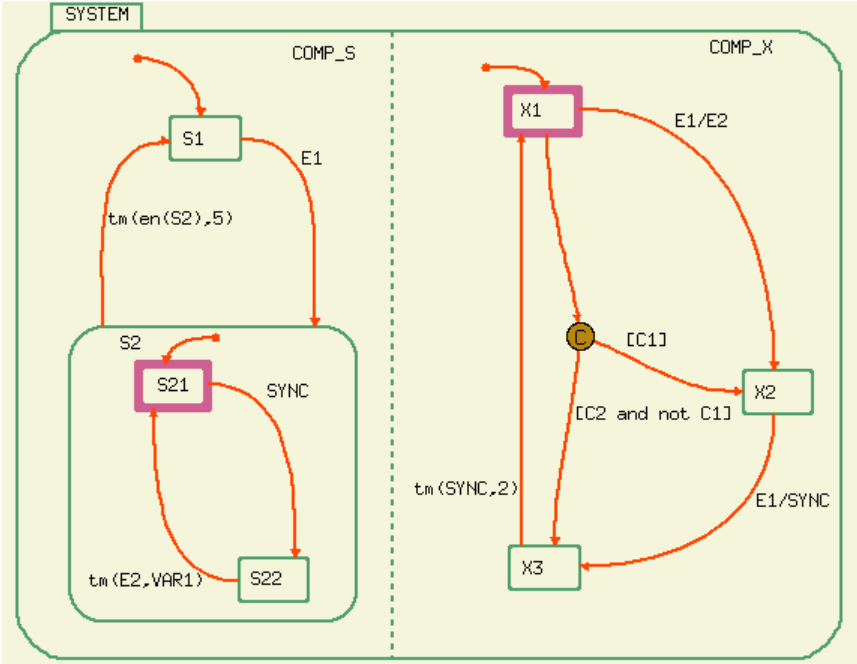 SYSTEM
COMP_S
COMP_X
S1
E1
tm(en(S2),5)
S2
S21
SYNC
tm(E2,VAR1)
S22
X1
E1/E2
C
[C1]
X2
[C2 and not C1]
tm(SYNC,2)
E1/SYNC
X3